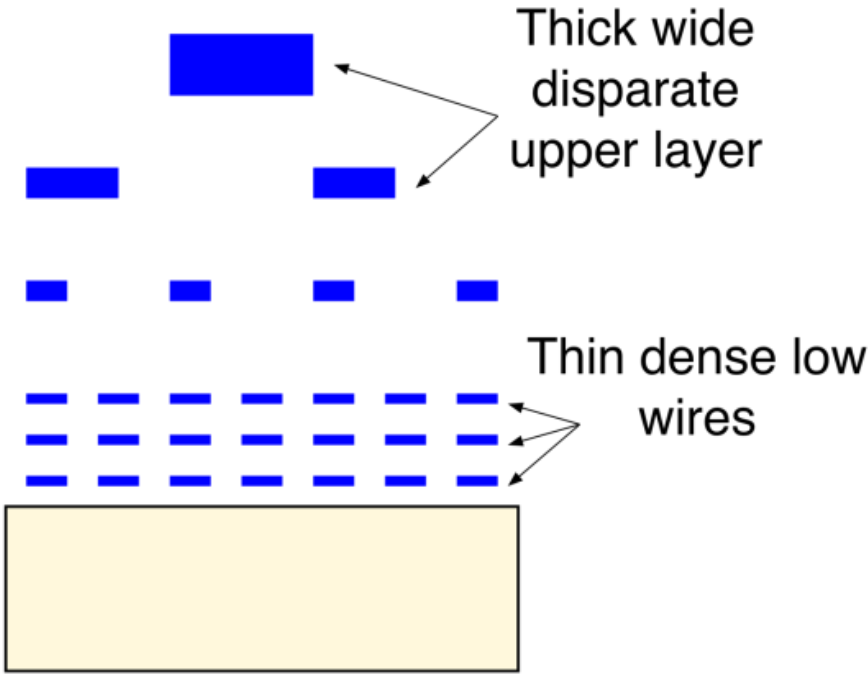 Thick wide
disparate
upper layer
Thin dense low
wires